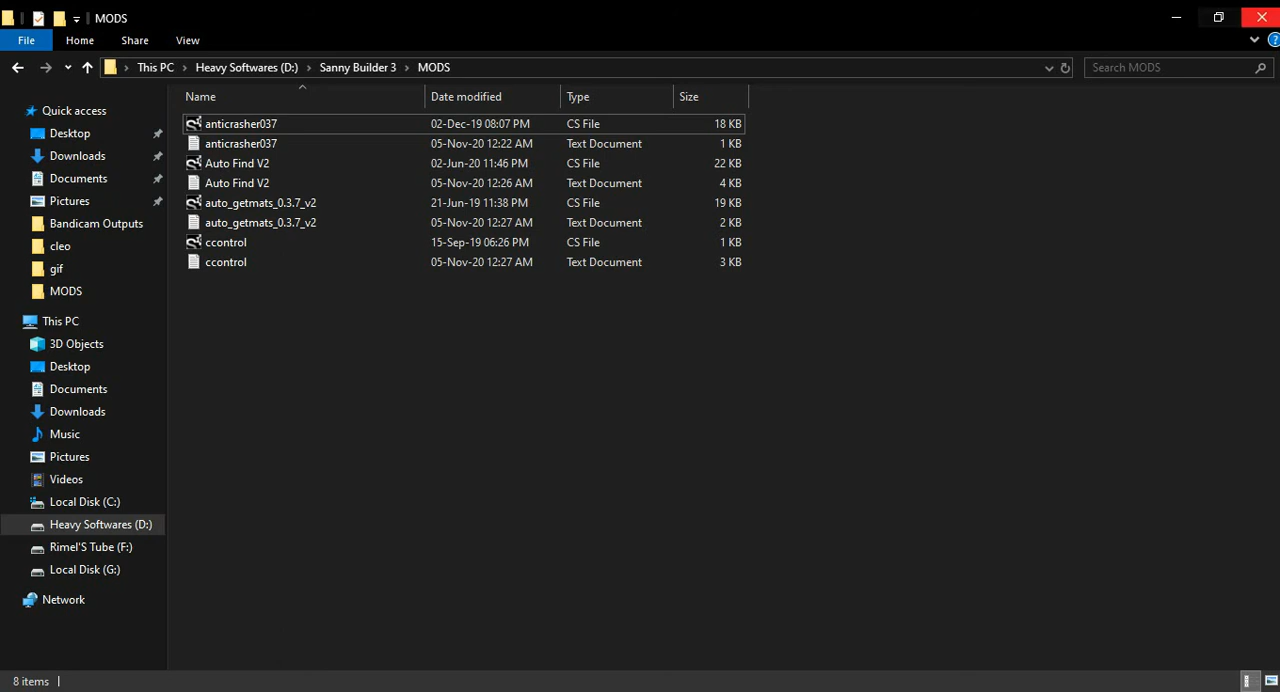 MODS
File Home Share View
This PC Heavy Softwares (D:) Sanny Builder 3 MODS
Search MODS
Quick access
Desktop
Downloads
Documents
Pictures
Bandicam Outputs
cleo
gif
MODS
This PC
3D Objects
Desktop
Documents
Downloads
Music
Pictures
Videos
Local Disk (C:)
Heavy Softwares (D:)
Rimel'S Tube (F:)
Local Disk (G:)
Network
Name Date modified Type Size
anticrasher037 02-Dec-19 08:07 PM CS File 18 KB
anticrasher037 05-Nov-20 12:22 AM Text Document 1 KB
Auto Find V2 02-Jun-20 11:46 PM CS File 22 KB
Auto Find V2 05-Nov-20 12:26 AM Text Document 4 KB
auto_getmats_0.3.7_v2 21-Jun-19 11:38 PM CS File 19 KB
auto_getmats_0.3.7_v2 05-Nov-20 12:27 AM Text Document 2 KB
ccontrol 15-Sep-19 06:26 PM CS File 1 KB
ccontrol 05-Nov-20 12:27 AM Text Document 3 KB
8 items